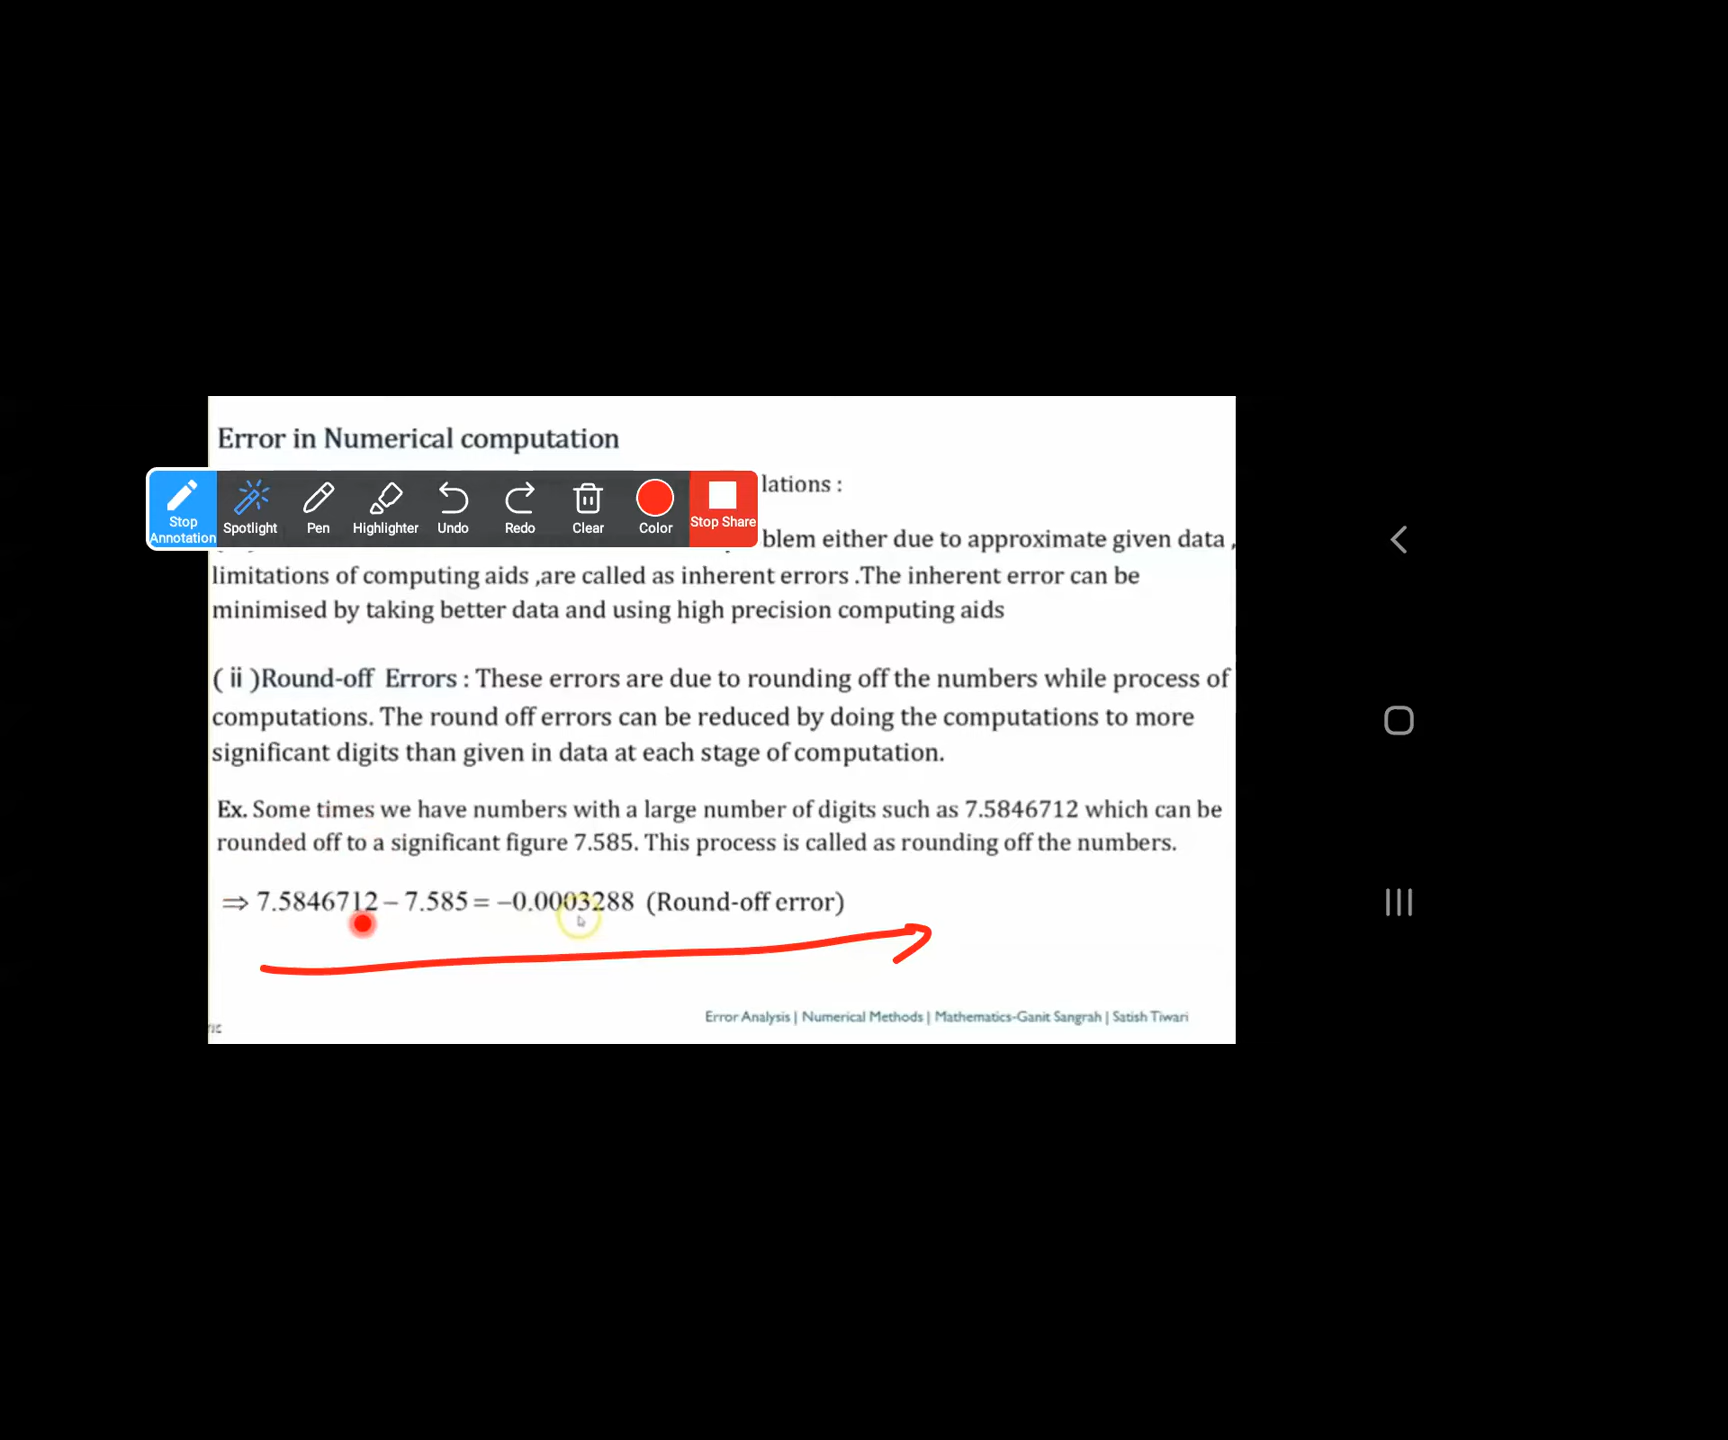 Error in Numerical computation
lations :
Stop Annotation Spotlight Pen Highlighter Undo Redo Clear Color Stop Share
blem either due to approximate given data ,
limitations of computing aids ,are called as inherent errors .The inherent error can be
minimised by taking better data and using high precision computing aids
( ii )Round-off Errors : These errors are due to rounding off the numbers while process of
computations. The round off errors can be reduced by doing the computations to more
significant digits than given in data at each stage of computation.
Ex. Some times we have numbers with a large number of digits such as 7.5846712 which can be
rounded off to a significant figure 7.585. This process is called as rounding off the numbers.
⇒ 7.5846712 – 7.585 = –0.0003288 (Round-off error)
Error Analysis | Numerical Methods | Mathematics-Ganit Sangrah | Satish Tiwari